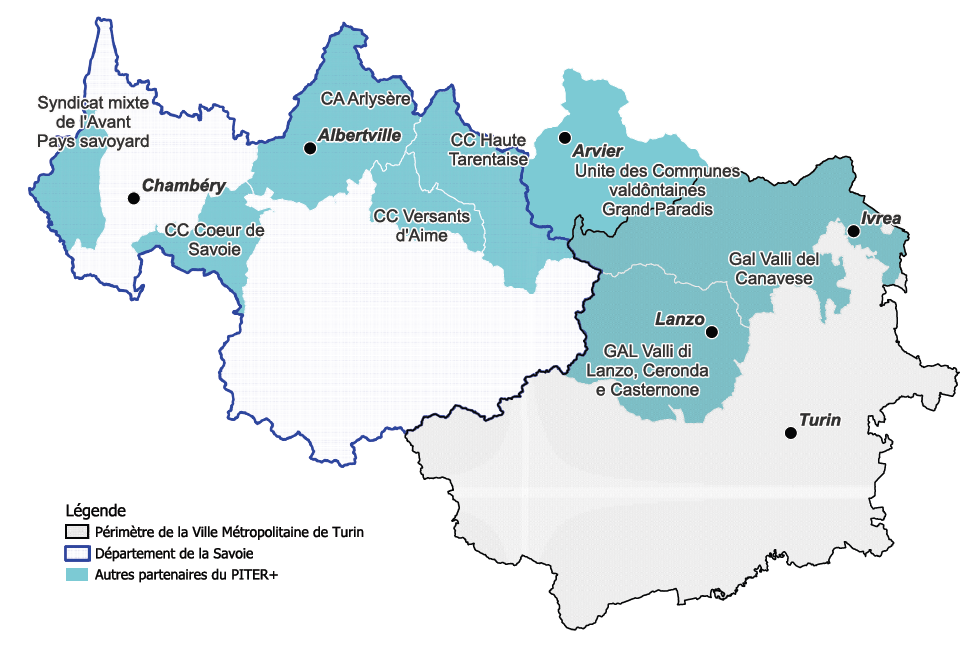 Syndicat mixte
de l'Avant
Pays savoyard
CA Arlysère
Albertville
CC Haute
Tarentaise
Arvier
Unite des Communes
valdôntaines
Grand Paradis
Chambéry
CC Coeur de
Savoie
CC Versants
d'Aime
Ivrea
Gal Valli del
Canavese
Lanzo
GAL Valli di
Lanzo, Ceronda
e Casternone
Turin
Légende
Périmètre de la Ville Métropolitaine de Turin
Département de la Savoie
Autres partenaires du PITER+